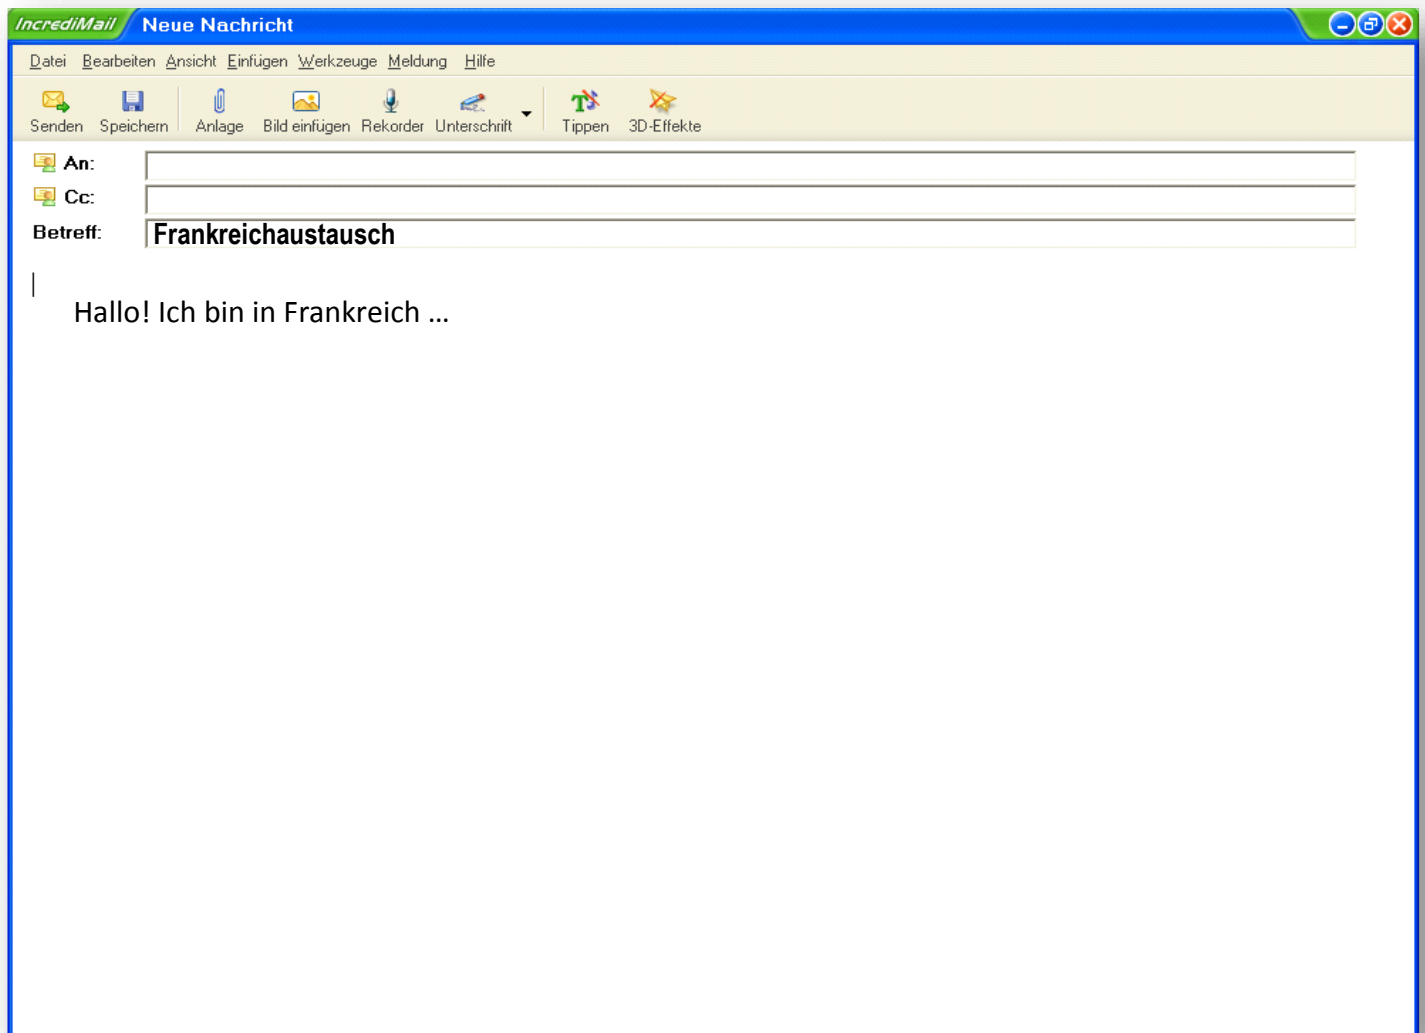 IncrediMail Neue Nachricht
Datei Bearbeiten Ansicht Einfügen Werkzeuge Meldung Hilfe
Senden Speichern Anlage Bild einfügen Rekorder Unterschrift Tippen 3D-Effekte
An:
Cc:
Betreff: Frankreichaustausch
Hallo! Ich bin in Frankreich ...